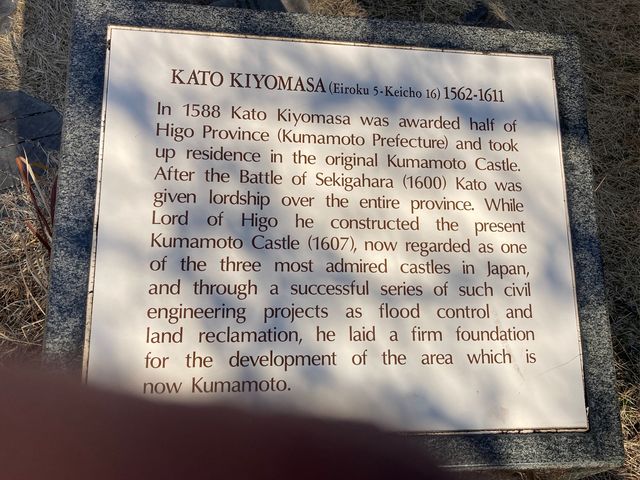 KATO KIYOMASA (Eiroku 5-Keicho 16) 1562-1611
In 1588 Kato Kiyomasa was awarded half of
Higo Province (Kumamoto Prefecture) and took
up residence in the original Kumamoto Castle.
After the Battle of Sekigahara (1600) Kato was
given lordship over the entire province. While
Lord of Higo he constructed the present
Kumamoto Castle (1607), now regarded as one
of the three most admired castles in Japan,
and through a successful series of such civil
engineering projects as flood control and
land reclamation, he laid a firm foundation
for the development of the area which is
now Kumamoto.